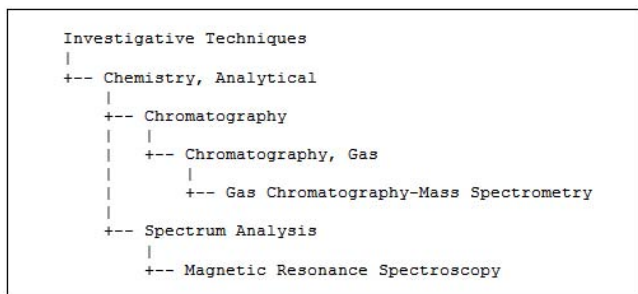 Investigative Techniques
|
+-- Chemistry, Analytical
|
+-- Chromatography
| |
| +-- Chromatography, Gas
| |
| +-- Gas Chromatography-Mass Spectrometry
|
+-- Spectrum Analysis
|
+-- Magnetic Resonance Spectroscopy